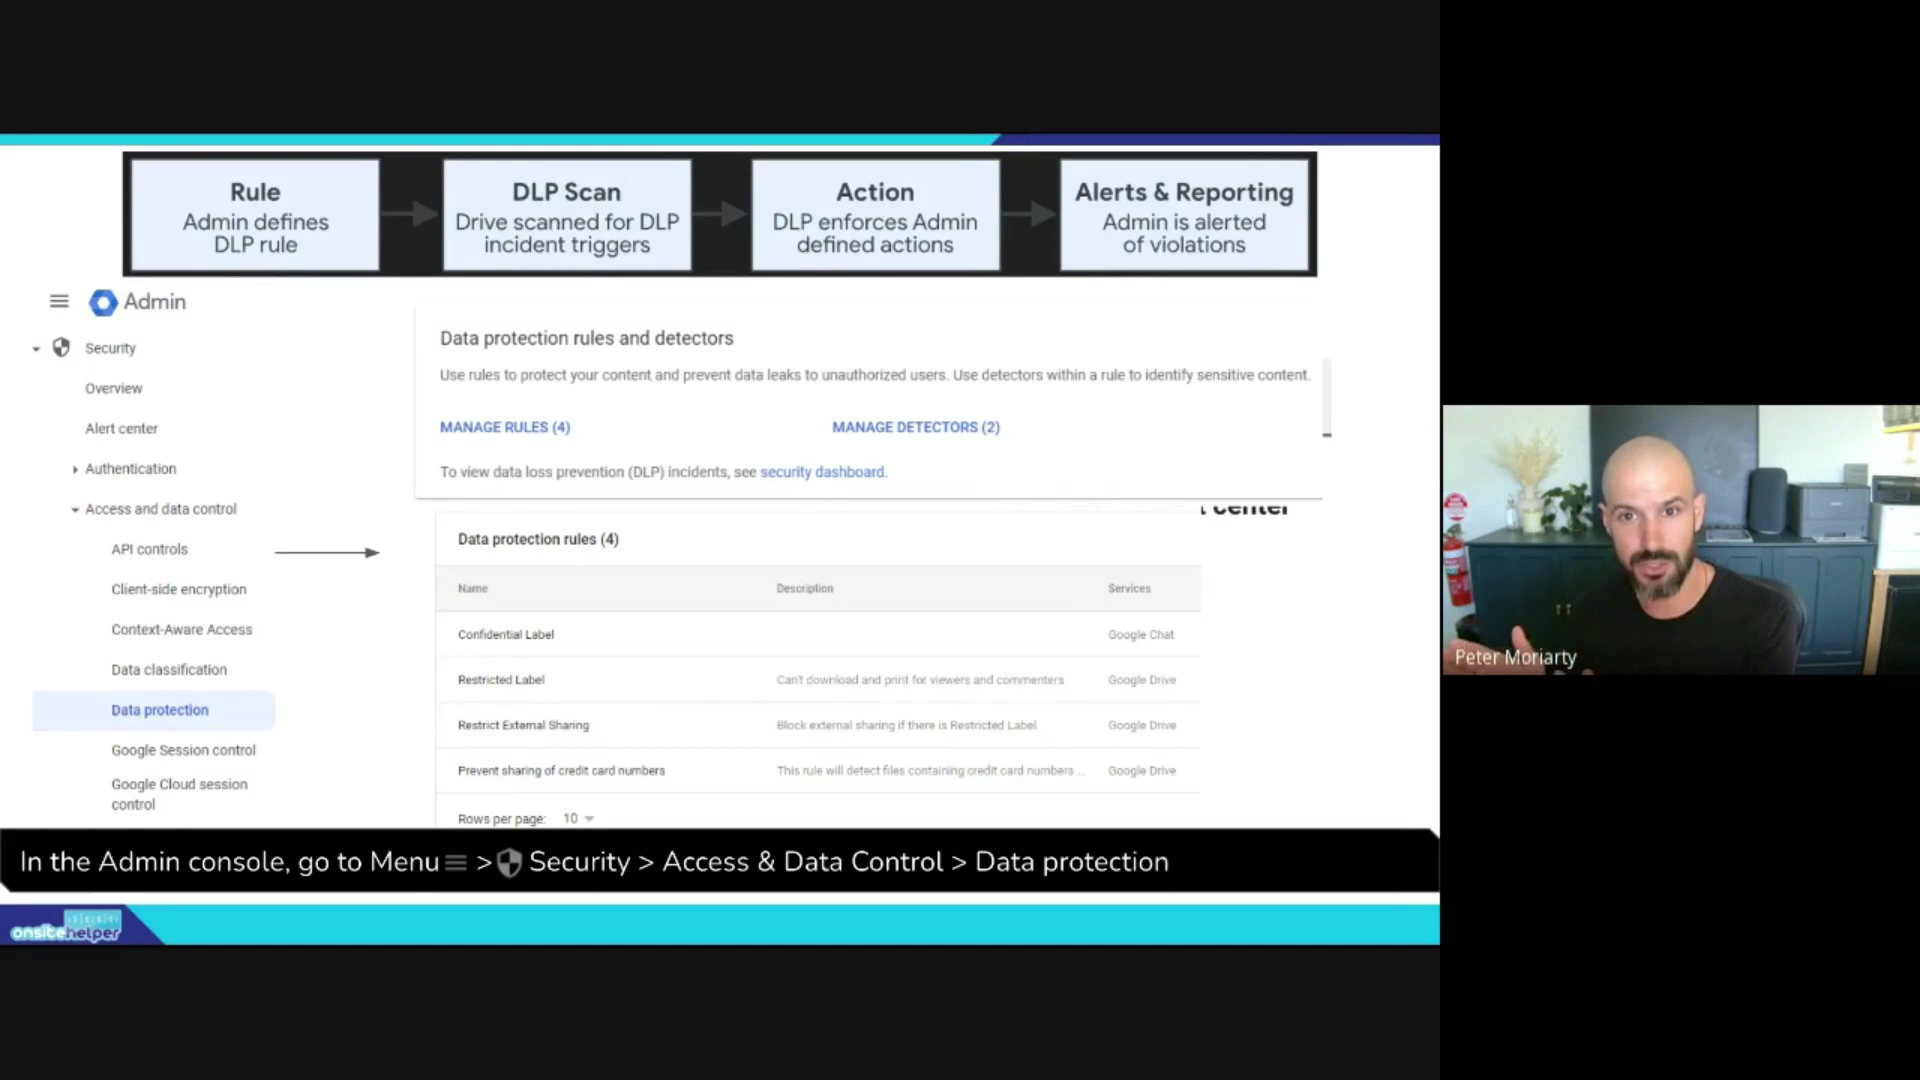 Rule
Admin defines
DLP rule
DLP Scan
Drive scanned for DLP
incident triggers
Action
DLP enforces Admin
defined actions
Alerts & Reporting
Admin is alerted
of violations
Admin
Security
Overview
Alert center
Authentication
Access and data control
API controls
Client-side encryption
Context-Aware Access
Data classification
Data protection
Google Session control
Google Cloud session
control
Data protection rules and detectors
Use rules to protect your content and prevent data leaks to unauthorized users. Use detectors within a rule to identify sensitive content.
MANAGE RULES (4) MANAGE DETECTORS (2)
To view data loss prevention (DLP) incidents, see security dashboard.
center
Data protection rules (4)
Name Description Services
Confidential Label Google Chat
Restricted Label Can't download and print for viewers and commenters Google Drive
Restrict External Sharing Block external sharing if there is Restricted Label Google Drive
Prevent sharing of credit card numbers This rule will detect files containing credit card numbers ... Google Drive
Rows per page: 10
In the Admin console, go to Menu > Security > Access & Data Control > Data protection
onsitehelper
Peter Moriarty